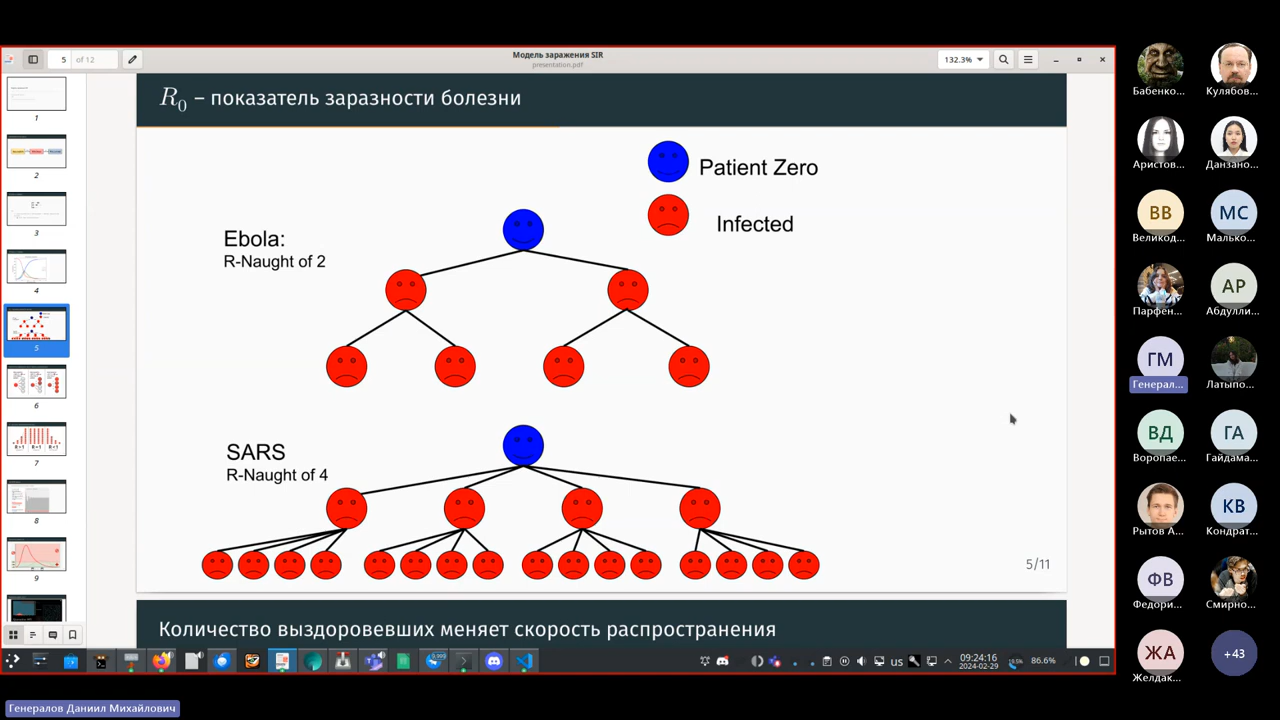 Модель заражения SIR
presentation.pdf
5 of 12
132.3%
1
2
3
4
5
6
7
8
9
R0 – показатель заразности болезни
Patient Zero
Infected
Ebola:
R-Naught of 2
SARS
R-Naught of 4
5/11
Количество выздоровевших меняет скорость распространения
us
09:24:16
2024-02-29
86.6%
Бабенко...
Кулябов...
Аристов...
Данзано...
ВВ
Великод...
МС
Малько...
Парфён...
АР
Абдулли...
ГМ
Генерал...
Латыпо...
ВД
Воропае...
ГА
Гайдама...
Рытов А...
КВ
Кондрат...
ФВ
Федори...
Смирно...
ЖА
Желдак...
+43
Генералов Даниил Михайлович